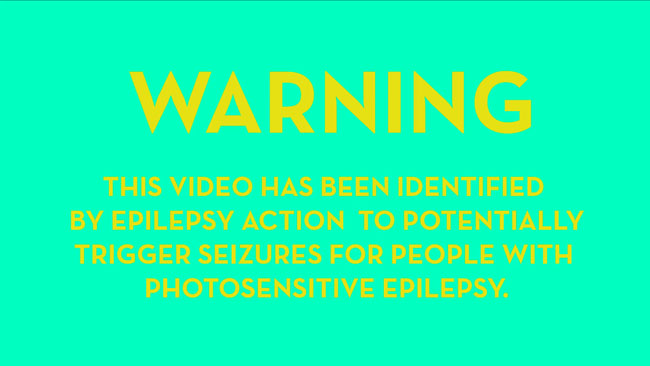 WARNING
THIS VIDEO HAS BEEN IDENTIFIED
BY EPILEPSY ACTION TO POTENTIALLY
TRIGGER SEIZURES FOR PEOPLE WITH
PHOTOSENSITIVE EPILEPSY.